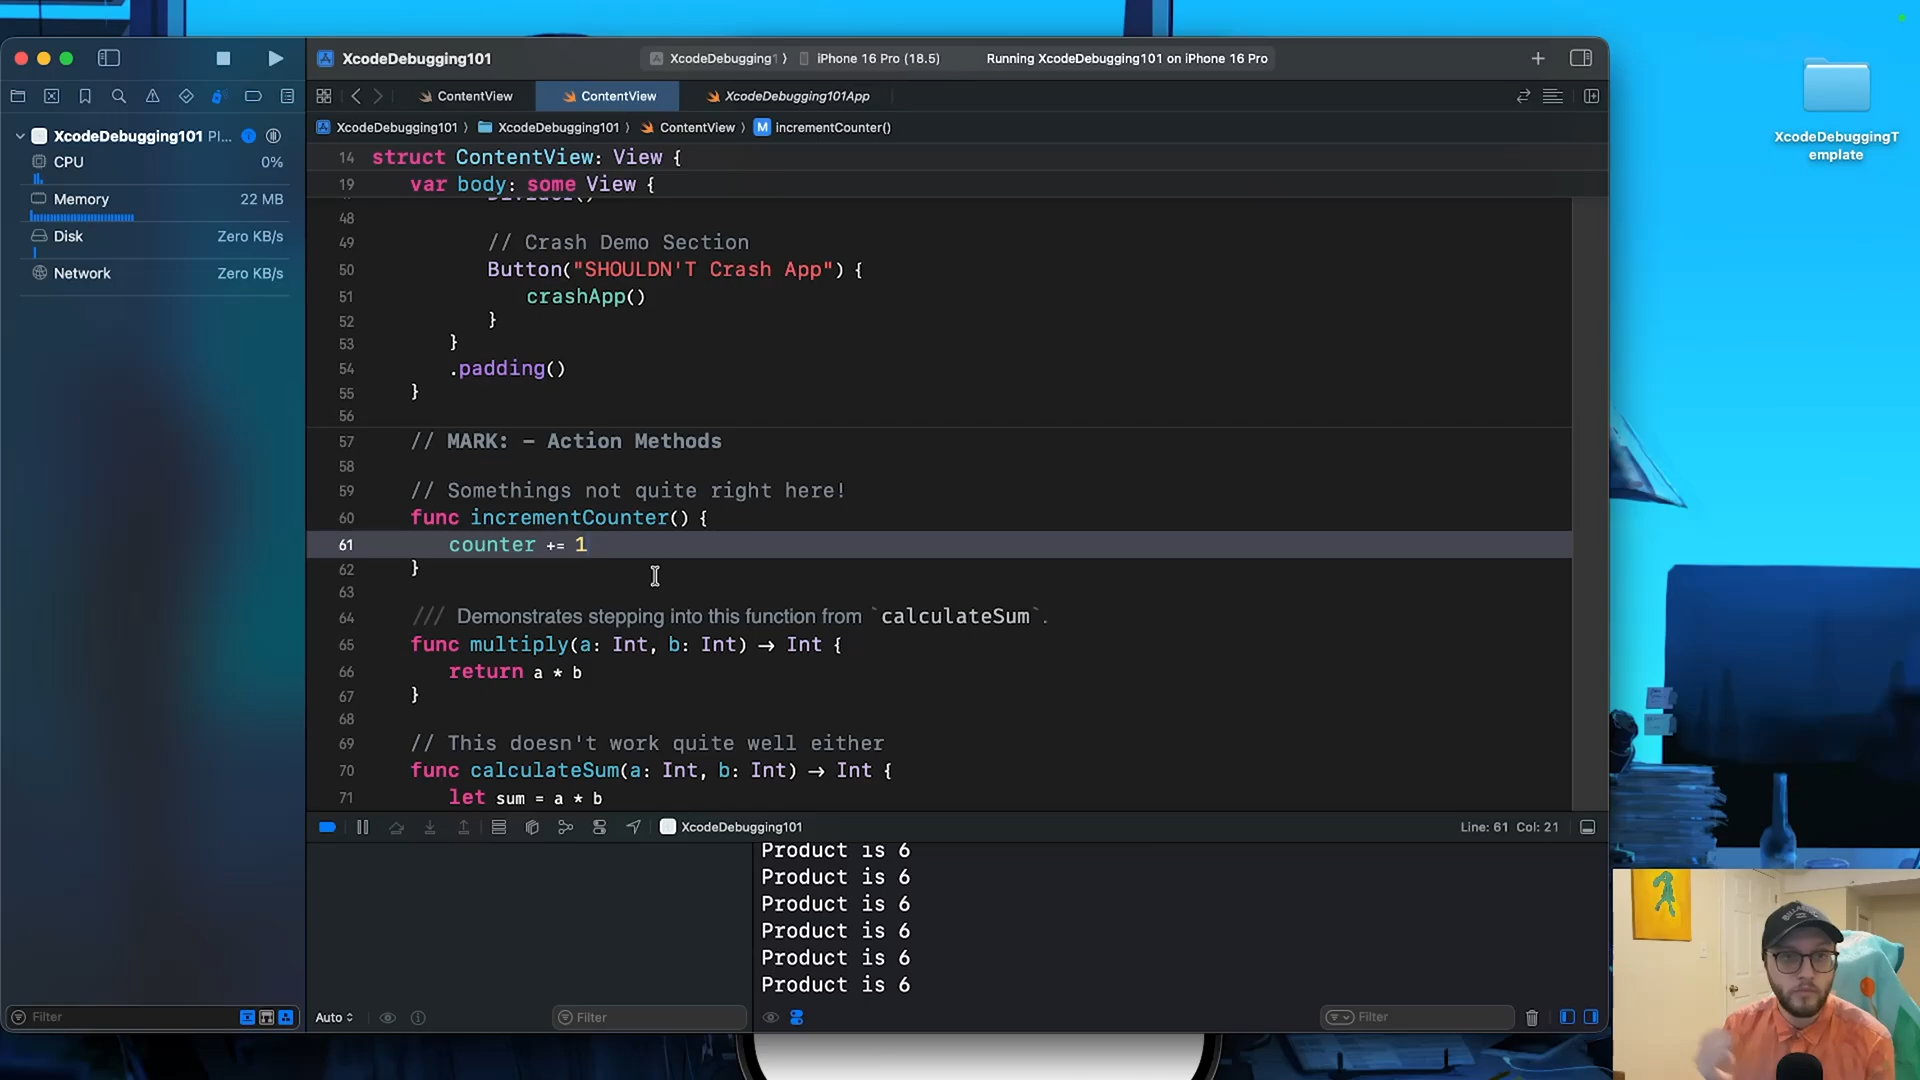 XcodeDebugging101
XcodeDebugging1 〉 iPhone 16 Pro (18.5)
Running XcodeDebugging101 on iPhone 16 Pro
ContentView
ContentView
XcodeDebugging101App
XcodeDebugging101 〉 XcodeDebugging101 〉 ContentView 〉 M incrementCounter()
XcodeDebugging101 PI...
CPU 0%
Memory 22 MB
Disk Zero KB/s
Network Zero KB/s
Filter
14 struct ContentView: View {
19 var body: some View {
Divider()
48
49 // Crash Demo Section
50 Button("SHOULDN'T Crash App") {
51 crashApp()
52 }
53 }
54 .padding()
55 }
56
57 // MARK: - Action Methods
58
59 // Somethings not quite right here!
60 func incrementCounter() {
61 counter += 1
62 }
63
64 /// Demonstrates stepping into this function from `calculateSum`.
65 func multiply(a: Int, b: Int) -> Int {
66 return a * b
67 }
68
69 // This doesn't work quite well either
70 func calculateSum(a: Int, b: Int) -> Int {
71 let sum = a * b
XcodeDebugging101
Line: 61 Col: 21
Product is 6
Product is 6
Product is 6
Product is 6
Product is 6
Product is 6
Auto
Filter
Filter
XcodeDebuggingT
emplate